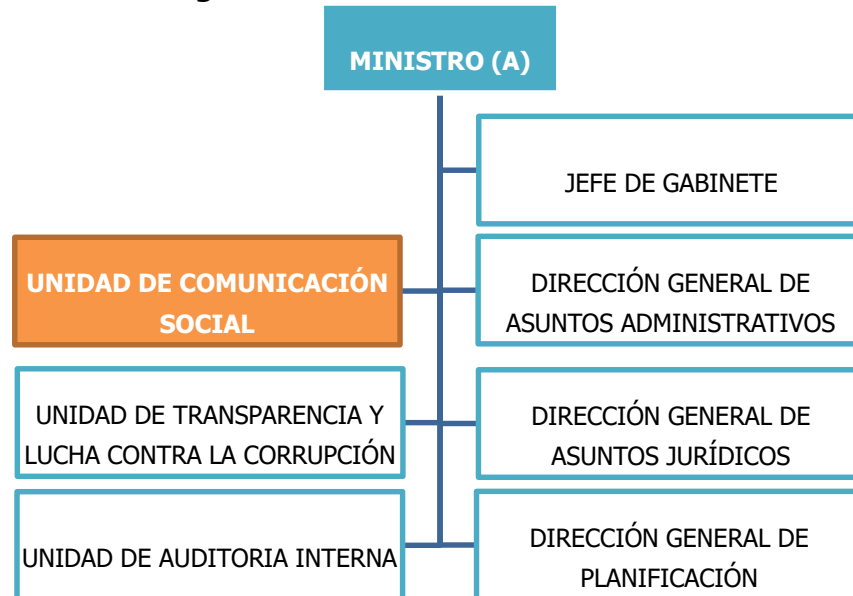 MINISTRO (A)
JEFE DE GABINETE
UNIDAD DE COMUNICACIÓN
SOCIAL
DIRECCIÓN GENERAL DE
ASUNTOS ADMINISTRATIVOS
UNIDAD DE TRANSPARENCIA Y
LUCHA CONTRA LA CORRUPCIÓN
DIRECCIÓN GENERAL DE
ASUNTOS JURÍDICOS
UNIDAD DE AUDITORIA INTERNA
DIRECCIÓN GENERAL DE
PLANIFICACIÓN